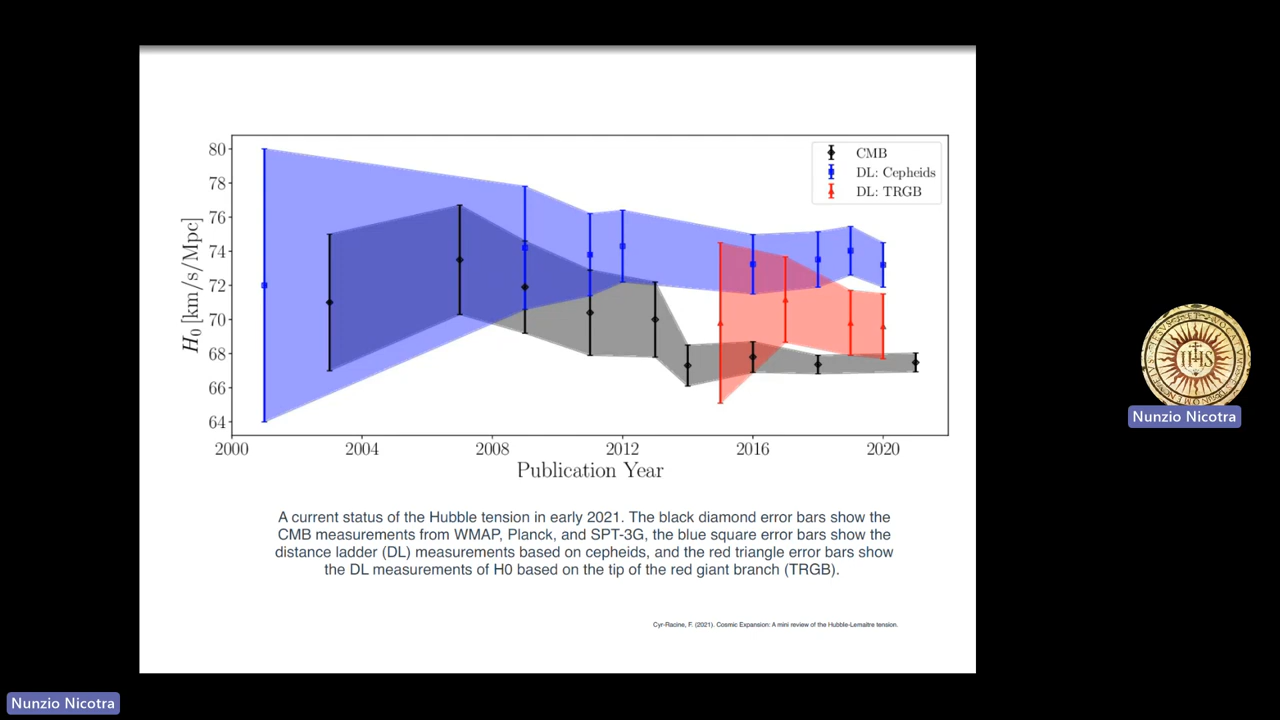 80
78
76
74
72
70
68
66
64
H0 [km/s/Mpc]
CMB
DL: Cepheids
DL: TRGB
2000 2004 2008 2012 2016 2020
Publication Year
A current status of the Hubble tension in early 2021. The black diamond error bars show the
CMB measurements from WMAP, Planck, and SPT-3G, the blue square error bars show the
distance ladder (DL) measurements based on cepheids, and the red triangle error bars show
the DL measurements of H0 based on the tip of the red giant branch (TRGB).
Cyr-Racine, F. (2021). Cosmic Expansion: A mini review of the Hubble-Lemaitre tension.
IHS
Nunzio Nicotra
Nunzio Nicotra